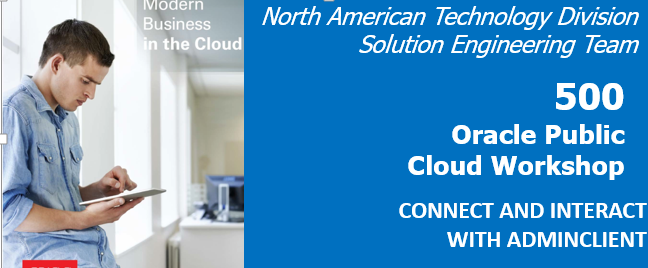 Modern
Business
in the Cloud
North American Technology Division
Solution Engineering Team
500
Oracle Public
Cloud Workshop
CONNECT AND INTERACT
WITH ADMINCLIENT